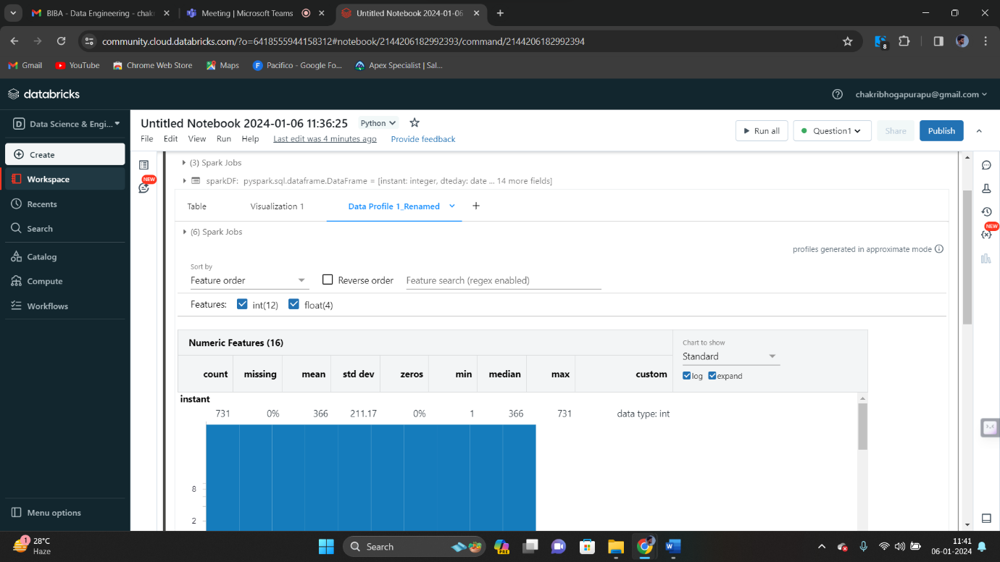 BIBA - Data Engineering - chak
Meeting | Microsoft Teams
Untitled Notebook 2024-01-06
community.cloud.databricks.com/?o=6418555944158312#notebook/2144206182992393/command/2144206182992394
8
Gmail
YouTube
Chrome Web Store
Maps
Pacifico - Google Fo...
Apex Specialist | Sal...
databricks
chakribhogapurapu@gmail.com
D Data Science & Engi...
Untitled Notebook 2024-01-06 11:36:25 Python
File Edit View Run Help Last edit was 4 minutes ago Provide feedback
Run all
Question1
Share
Publish
Create
Workspace
Recents
Search
Catalog
Compute
Workflows
Menu options
NEW
(3) Spark Jobs
sparkDF: pyspark.sql.dataframe.DataFrame = [instant: integer, dteday: date ... 14 more fields]
Table Visualization 1 Data Profile 1_Renamed
(6) Spark Jobs
NEW
profiles generated in approximate mode
Sort by
Feature order
Reverse order
Feature search (regex enabled)
Features: int(12) float(4)
Numeric Features (16)
Chart to show
Standard
log expand
count missing mean std dev zeros min median max custom
instant
731 0% 366 211.17 0% 1 366 731 data type: int
8
2
1
28°C
Haze
Search
PRE
11:41
06-01-2024